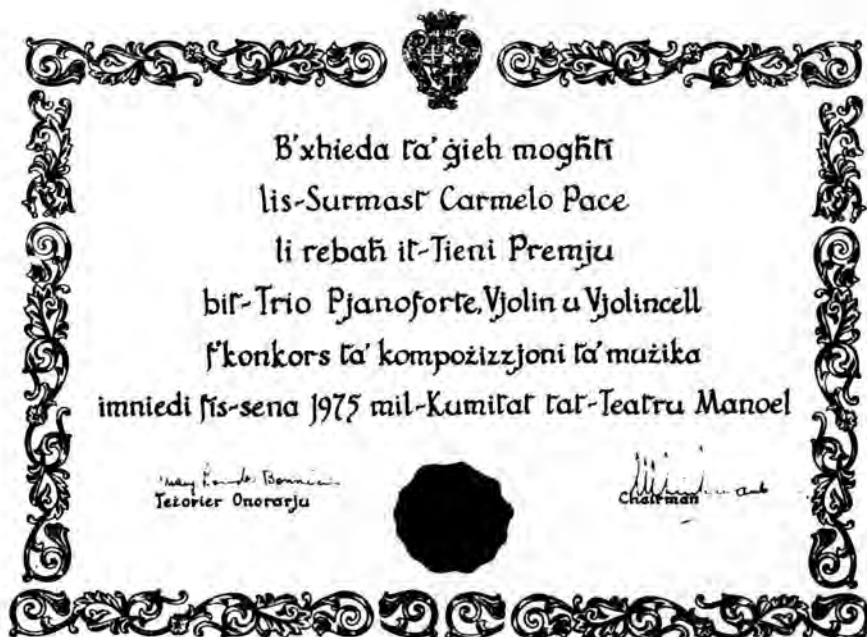 B'xhieda ta' ġieh mogħti
lis-Surmast Carmelo Pace
li rebaħ it-Tieni Premju
bit-Trio Pjanoforte, Vjolin u Vjolinċell
f'konkors ta' kompożizzjoni ta' mużika
imniedi fis-sena 1975 mil-Kumitat tat-Teatru Manoel
Teżorier Onorarju
Chairman